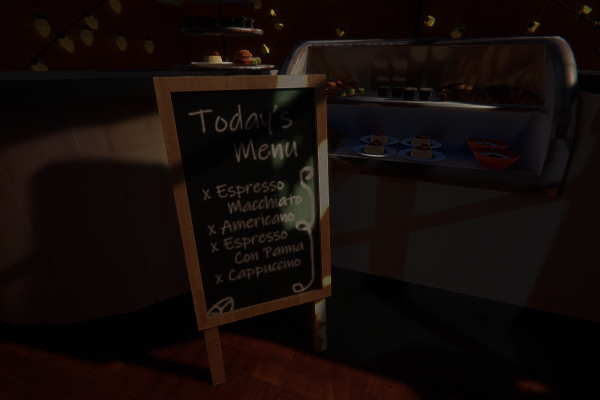 Today's
Menu
x Espresso
Macchiato
x Americano
x Espresso
Con Panna
x Cappuccino